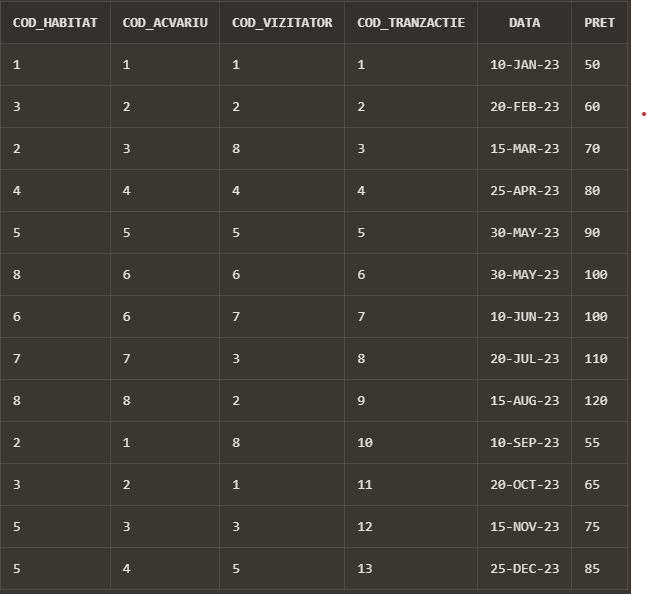 COD_HABITAT COD_ACVARIU COD_VIZITATOR COD_TRANZACTIE DATA PRET
1 1 1 1 10-JAN-23 50
3 2 2 2 20-FEB-23 60
2 3 8 3 15-MAR-23 70
4 4 4 4 25-APR-23 80
5 5 5 5 30-MAY-23 90
8 6 6 6 30-MAY-23 100
6 6 7 7 10-JUN-23 100
7 7 3 8 20-JUL-23 110
8 8 2 9 15-AUG-23 120
2 1 8 10 10-SEP-23 55
3 2 1 11 20-OCT-23 65
5 3 3 12 15-NOV-23 75
5 4 5 13 25-DEC-23 85